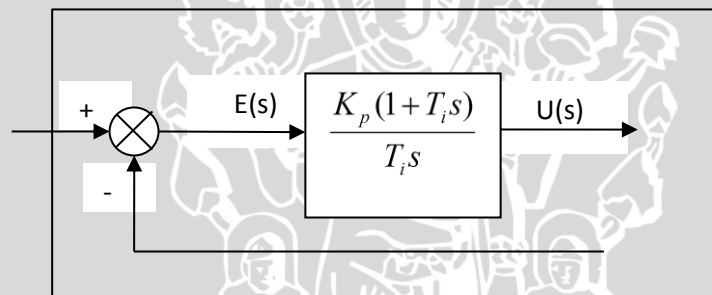 +
E(s)
K_p(1+T_i s)
T_i s
U(s)
-